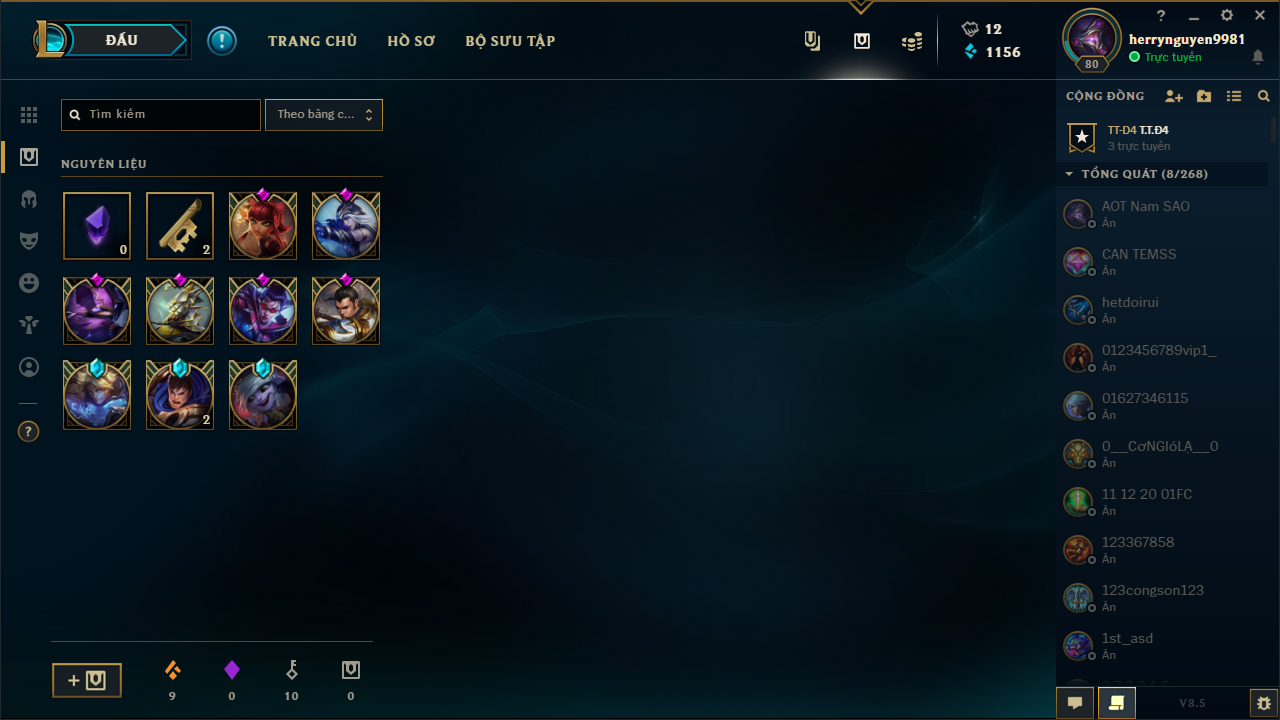 ĐẤU
TRANG CHỦ
HỒ SƠ
BỘ SƯU TẬP
12
1156
80
herrynguyen9981
Trực tuyến
Tìm kiếm
Theo bảng c...
NGUYÊN LIỆU
0
2
2
9
0
10
0
CỘNG ĐỒNG
TT-Đ4 T.T.Đ4
3 trực tuyến
TỔNG QUÁT (8/268)
AOT Nam SAO
Ẩn
CAN TEMSS
Ẩn
hetdoirui
Ẩn
0123456789vip1_
Ẩn
01627346115
Ẩn
0__CơNGIóLA__0
Ẩn
11 12 20 01FC
Ẩn
123367858
Ẩn
123congson123
Ẩn
1st_asd
Ẩn
V8.5